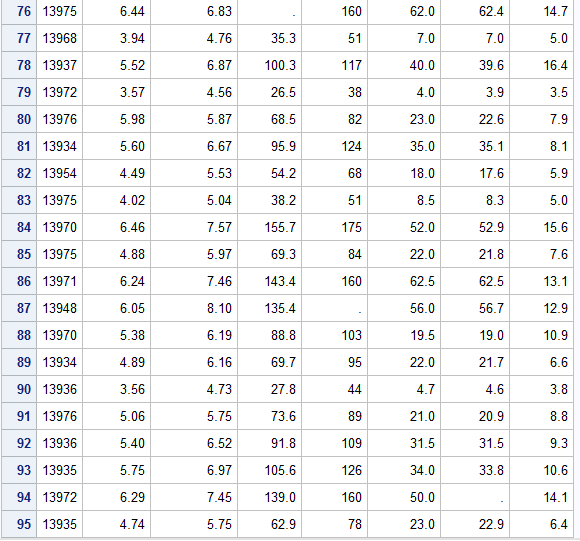 76 13975 6.44 6.83 . 160 62.0 62.4 14.7
77 13968 3.94 4.76 35.3 51 7.0 7.0 5.0
78 13937 5.52 6.87 100.3 117 40.0 39.6 16.4
79 13972 3.57 4.56 26.5 38 4.0 3.9 3.5
80 13976 5.98 5.87 68.5 82 23.0 22.6 7.9
81 13934 5.60 6.67 95.9 124 35.0 35.1 8.1
82 13954 4.49 5.53 54.2 68 18.0 17.6 5.9
83 13975 4.02 5.04 38.2 51 8.5 8.3 5.0
84 13970 6.46 7.57 155.7 175 52.0 52.9 15.6
85 13975 4.88 5.97 69.3 84 22.0 21.8 7.6
86 13971 6.24 7.46 143.4 160 62.5 62.5 13.1
87 13948 6.05 8.10 135.4 . 56.0 56.7 12.9
88 13970 5.38 6.19 88.8 103 19.5 19.0 10.9
89 13934 4.89 6.16 69.7 95 22.0 21.7 6.6
90 13936 3.56 4.73 27.8 44 4.7 4.6 3.8
91 13976 5.06 5.75 73.6 89 21.0 20.9 8.8
92 13936 5.40 6.52 91.8 109 31.5 31.5 9.3
93 13935 5.75 6.97 105.6 126 34.0 33.8 10.6
94 13972 6.29 7.45 139.0 160 50.0 . 14.1
95 13935 4.74 5.75 62.9 78 23.0 22.9 6.4